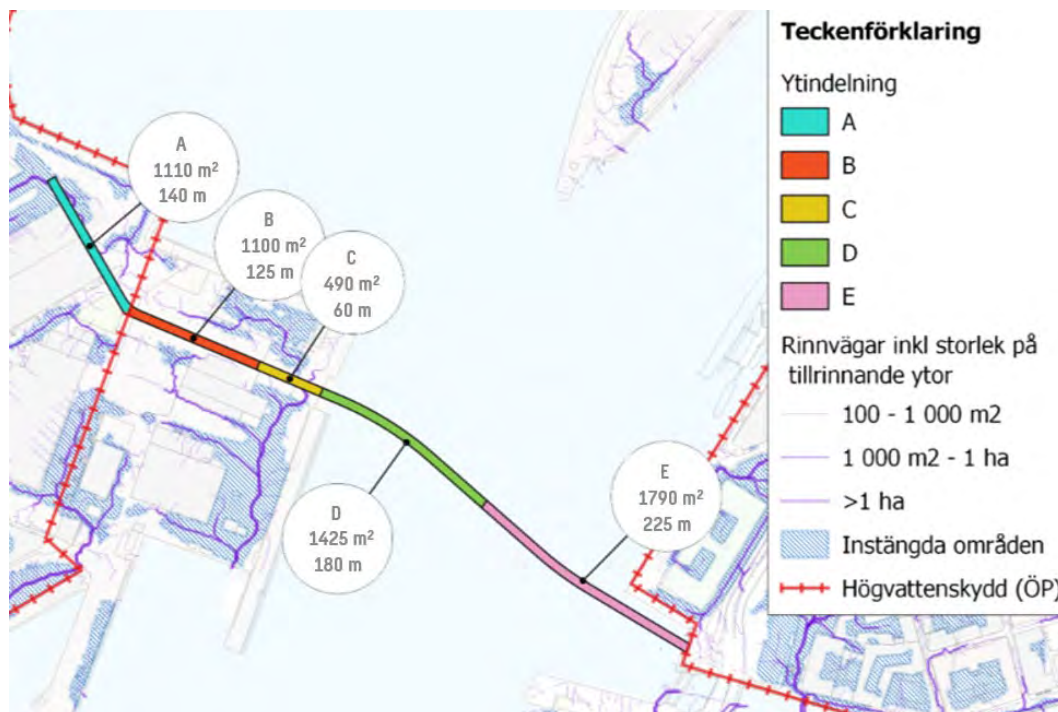 A
1110 m²
140 m
B
1100 m²
125 m
C
490 m²
60 m
D
1425 m²
180 m
E
1790 m²
225 m
Teckenförklaring
Ytindelning
A
B
C
D
E
Rinnvägar inkl storlek på
tillrinnande ytor
100 - 1 000 m2
1 000 m2 - 1 ha
>1 ha
Instängda områden
Högvattenskydd (ÖP)